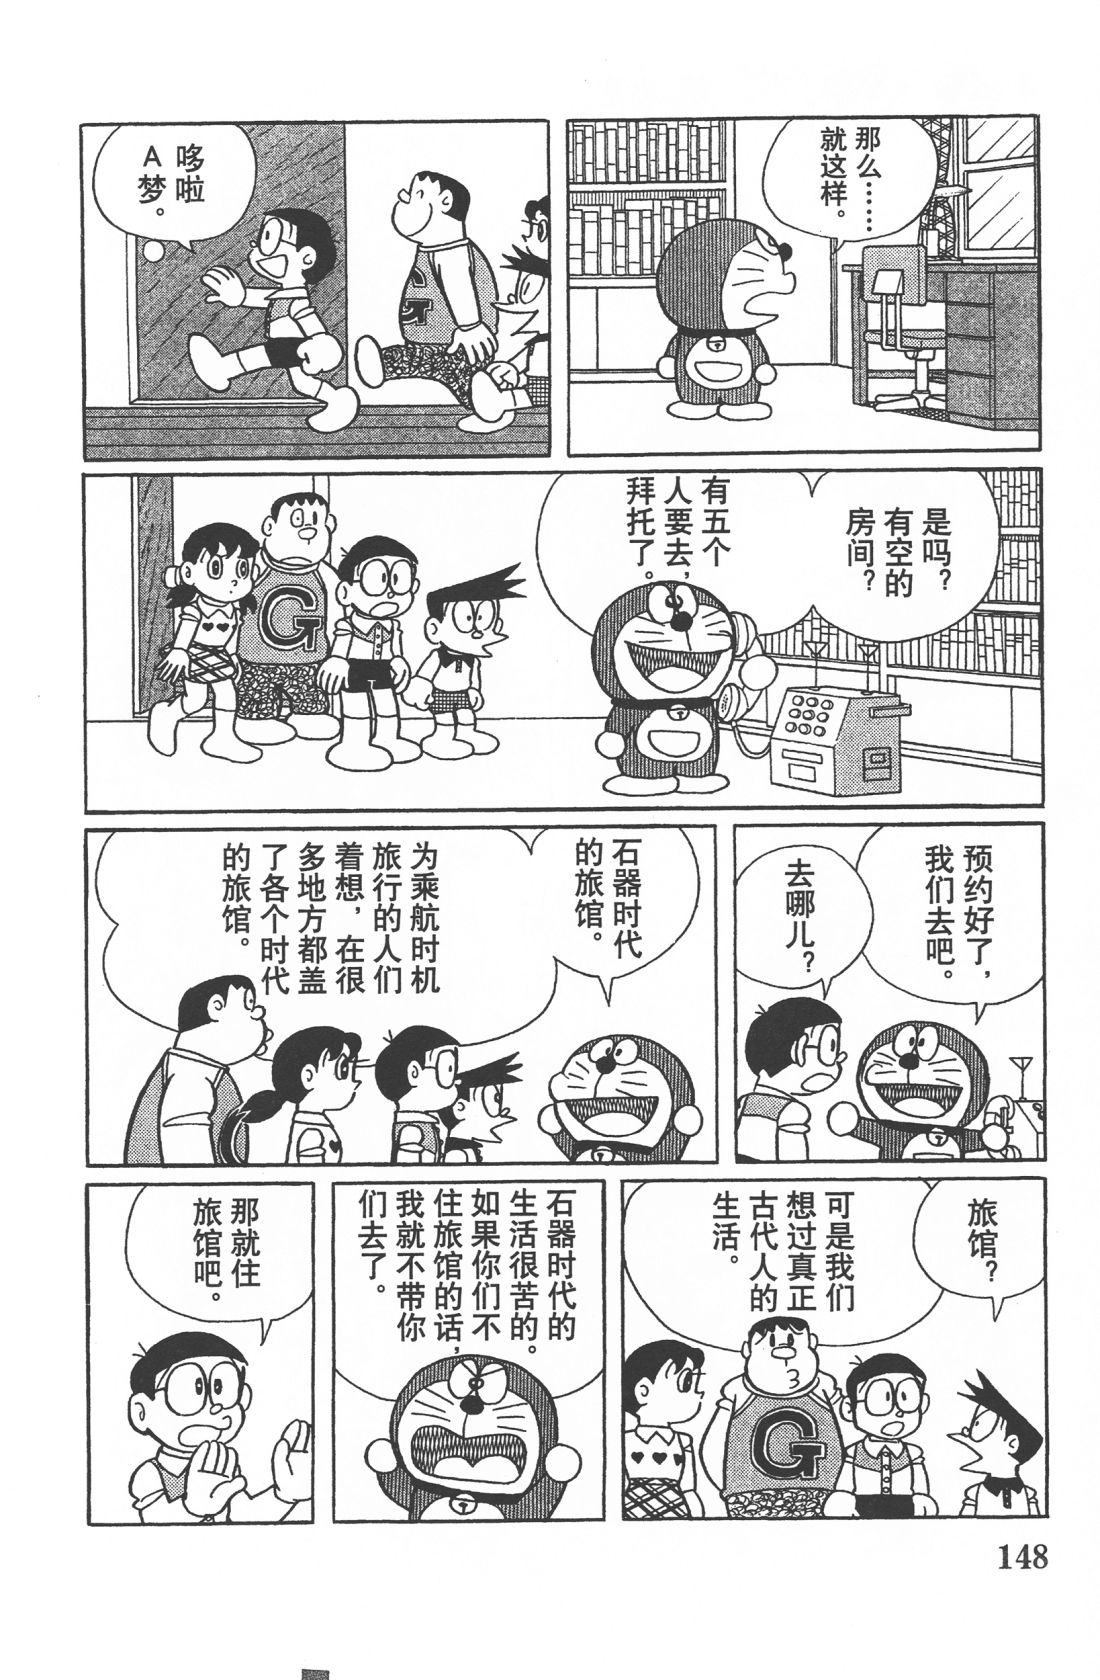 那么……
就这样。
哆啦
A梦。
是吗？
有空的
房间？
有五个
人要去，
拜托了。
G
G
预约好了，
我们去吧。
去哪儿？
石器时代
的旅馆。
为乘航时机
旅行的人们
着想，在很
多地方都盖
了各个时代
的旅馆。
旅馆？
可是我们
想过真正
古代人的
生活。
G
石器时代的
生活很苦的。
如果你们不
住旅馆的话，
我就不带你
们去了。
那就住
旅馆吧。
148